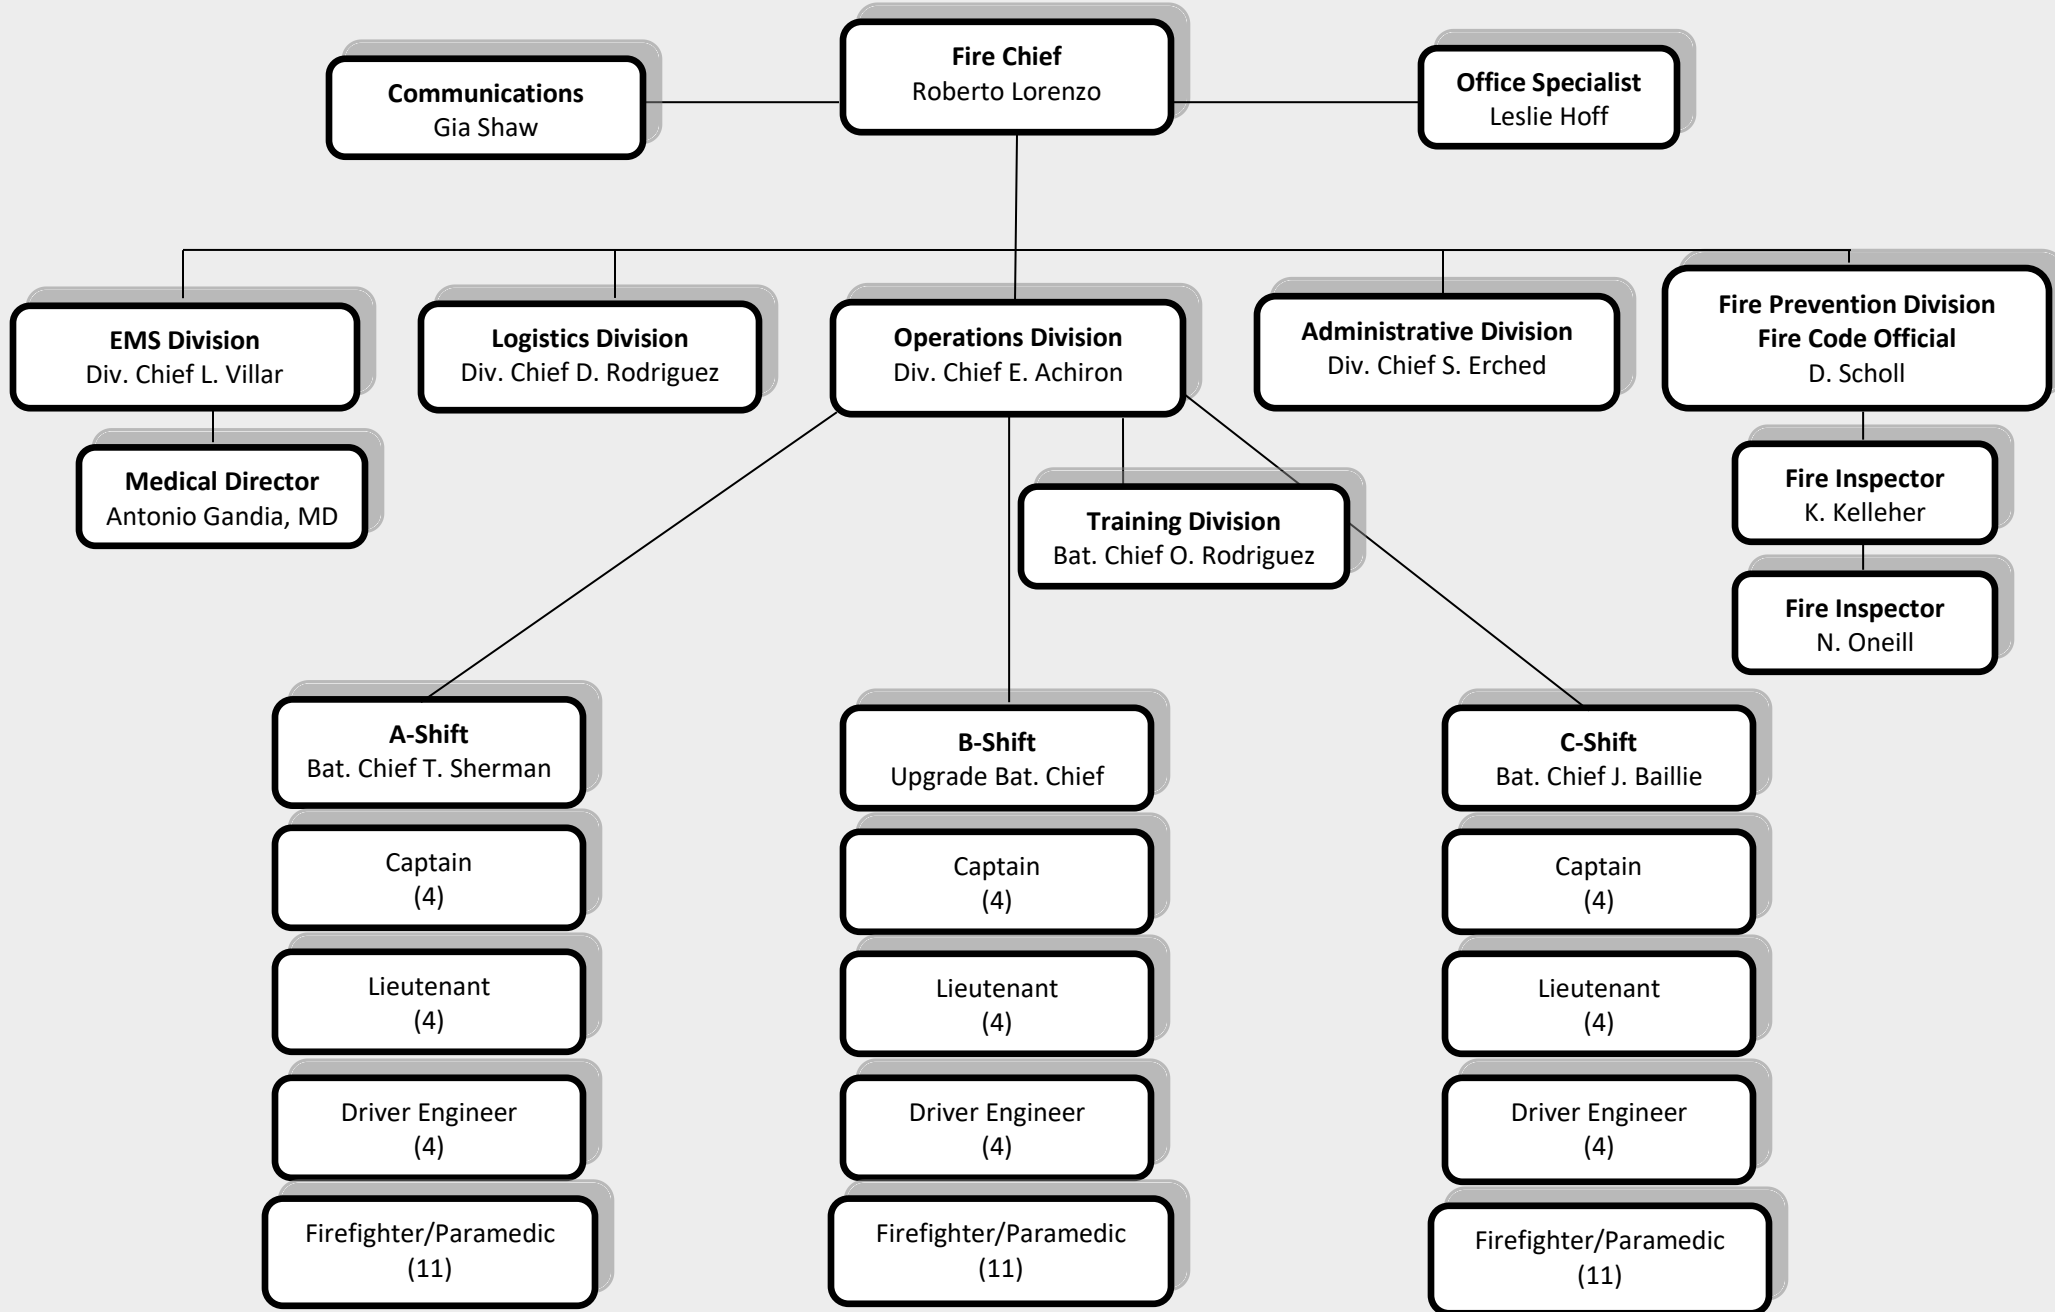 Fire Chief
Roberto Lorenzo
Communications
Gia Shaw
Office Specialist
Leslie Hoff
EMS Division
Div. Chief L. Villar
Logistics Division
Div. Chief D. Rodriguez
Operations Division
Div. Chief E. Achiron
Administrative Division
Div. Chief S. Erched
Fire Prevention Division
Fire Code Official
D. Scholl
Medical Director
Antonio Gandia, MD
Training Division
Bat. Chief O. Rodriguez
Fire Inspector
K. Kelleher
Fire Inspector
N. Oneill
A-Shift
Bat. Chief T. Sherman
Captain
(4)
Lieutenant
(4)
Driver Engineer
(4)
Firefighter/Paramedic
(11)
B-Shift
Upgrade Bat. Chief
Captain
(4)
Lieutenant
(4)
Driver Engineer
(4)
Firefighter/Paramedic
(11)
C-Shift
Bat. Chief J. Baillie
Captain
(4)
Lieutenant
(4)
Driver Engineer
(4)
Firefighter/Paramedic
(11)